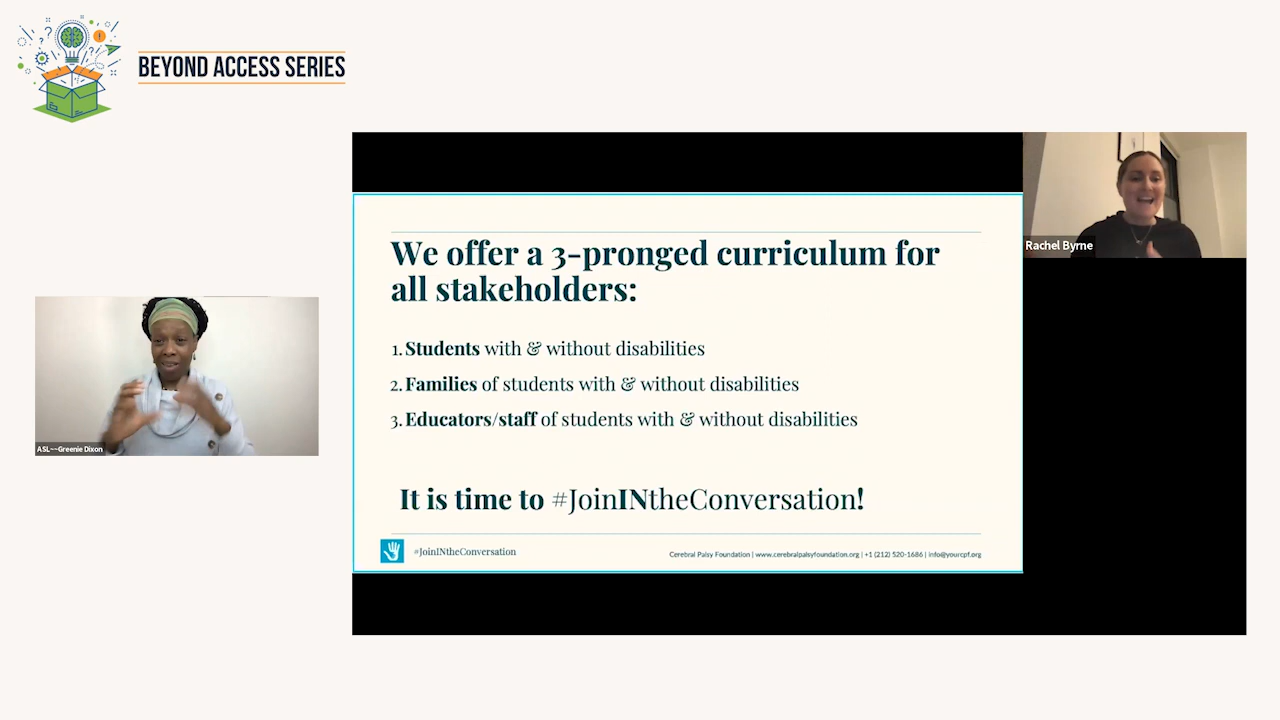 BEYOND ACCESS SERIES
Rachel Byrne
We offer a 3-pronged curriculum for
all stakeholders:
1. Students with & without disabilities
2. Families of students with & without disabilities
3. Educators/staff of students with & without disabilities
It is time to #JoinINtheConversation!
#JoinINtheConversation
Cerebral Palsy Foundation | www.cerebralpalsyfoundation.org | +1 (212) 520-1686 | info@yourcpf.org
ASL--Greenie Dixon